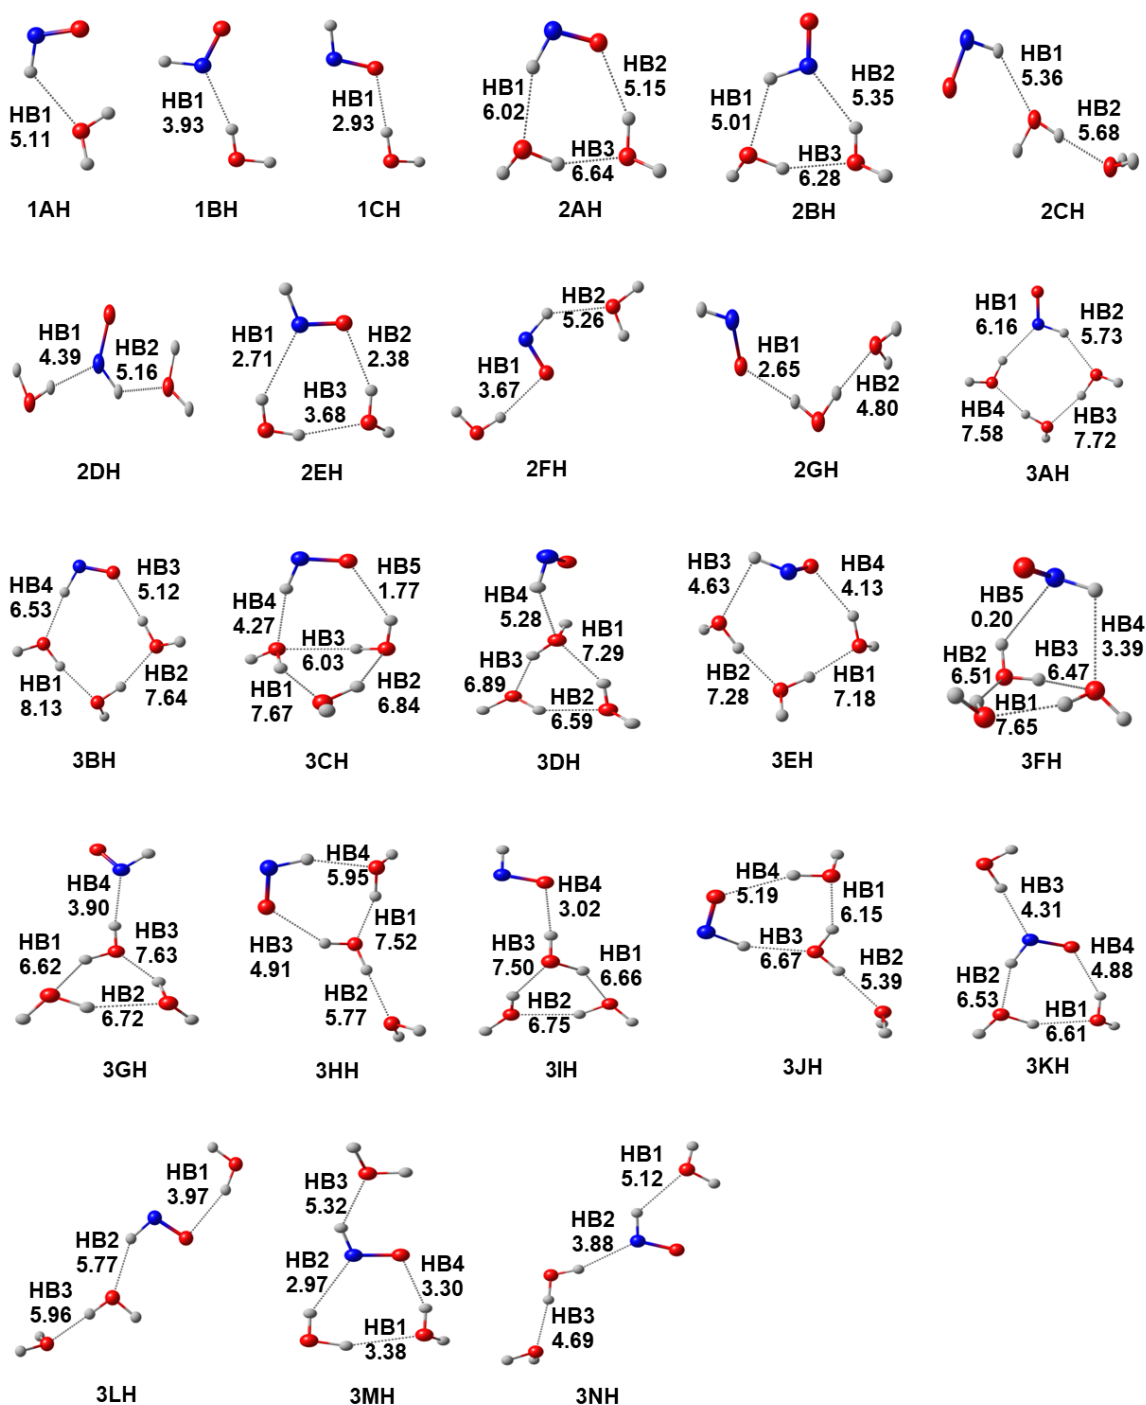 HB1
5.11
1AH
HB1
3.93
1BH
HB1
2.93
1CH
HB1
6.02
HB2
5.15
HB3
6.64
2AH
HB1
5.01
HB2
5.35
HB3
6.28
2BH
HB1
5.36
HB2
5.68
2CH
HB1
4.39
HB2
5.16
2DH
HB1
2.71
HB2
2.38
HB3
3.68
2EH
HB2
5.26
HB1
3.67
2FH
HB1
2.65
HB2
4.80
2GH
HB1
6.16
HB2
5.73
HB4
7.58
HB3
7.72
3AH
HB4
6.53
HB3
5.12
HB1
8.13
HB2
7.64
3BH
HB5
1.77
HB4
4.27
HB3
6.03
HB1
7.67
HB2
6.84
3CH
HB4
5.28
HB1
7.29
HB3
6.89
HB2
6.59
3DH
HB3
4.63
HB4
4.13
HB2
7.28
HB1
7.18
3EH
HB5
0.20
HB4
3.39
HB2
6.51
HB3
6.47
HB1
7.65
3FH
HB4
3.90
HB1
6.62
HB3
7.63
HB2
6.72
3GH
HB4
5.95
HB1
7.52
HB3
4.91
HB2
5.77
3HH
HB4
3.02
HB3
7.50
HB1
6.66
HB2
6.75
3IH
HB4
5.19
HB1
6.15
HB3
6.67
HB2
5.39
3JH
HB3
4.31
HB4
4.88
HB2
6.53
HB1
6.61
3KH
HB1
3.97
HB2
5.77
HB3
5.96
3LH
HB3
5.32
HB2
2.97
HB4
3.30
HB1
3.38
3MH
HB1
5.12
HB2
3.88
HB3
4.69
3NH